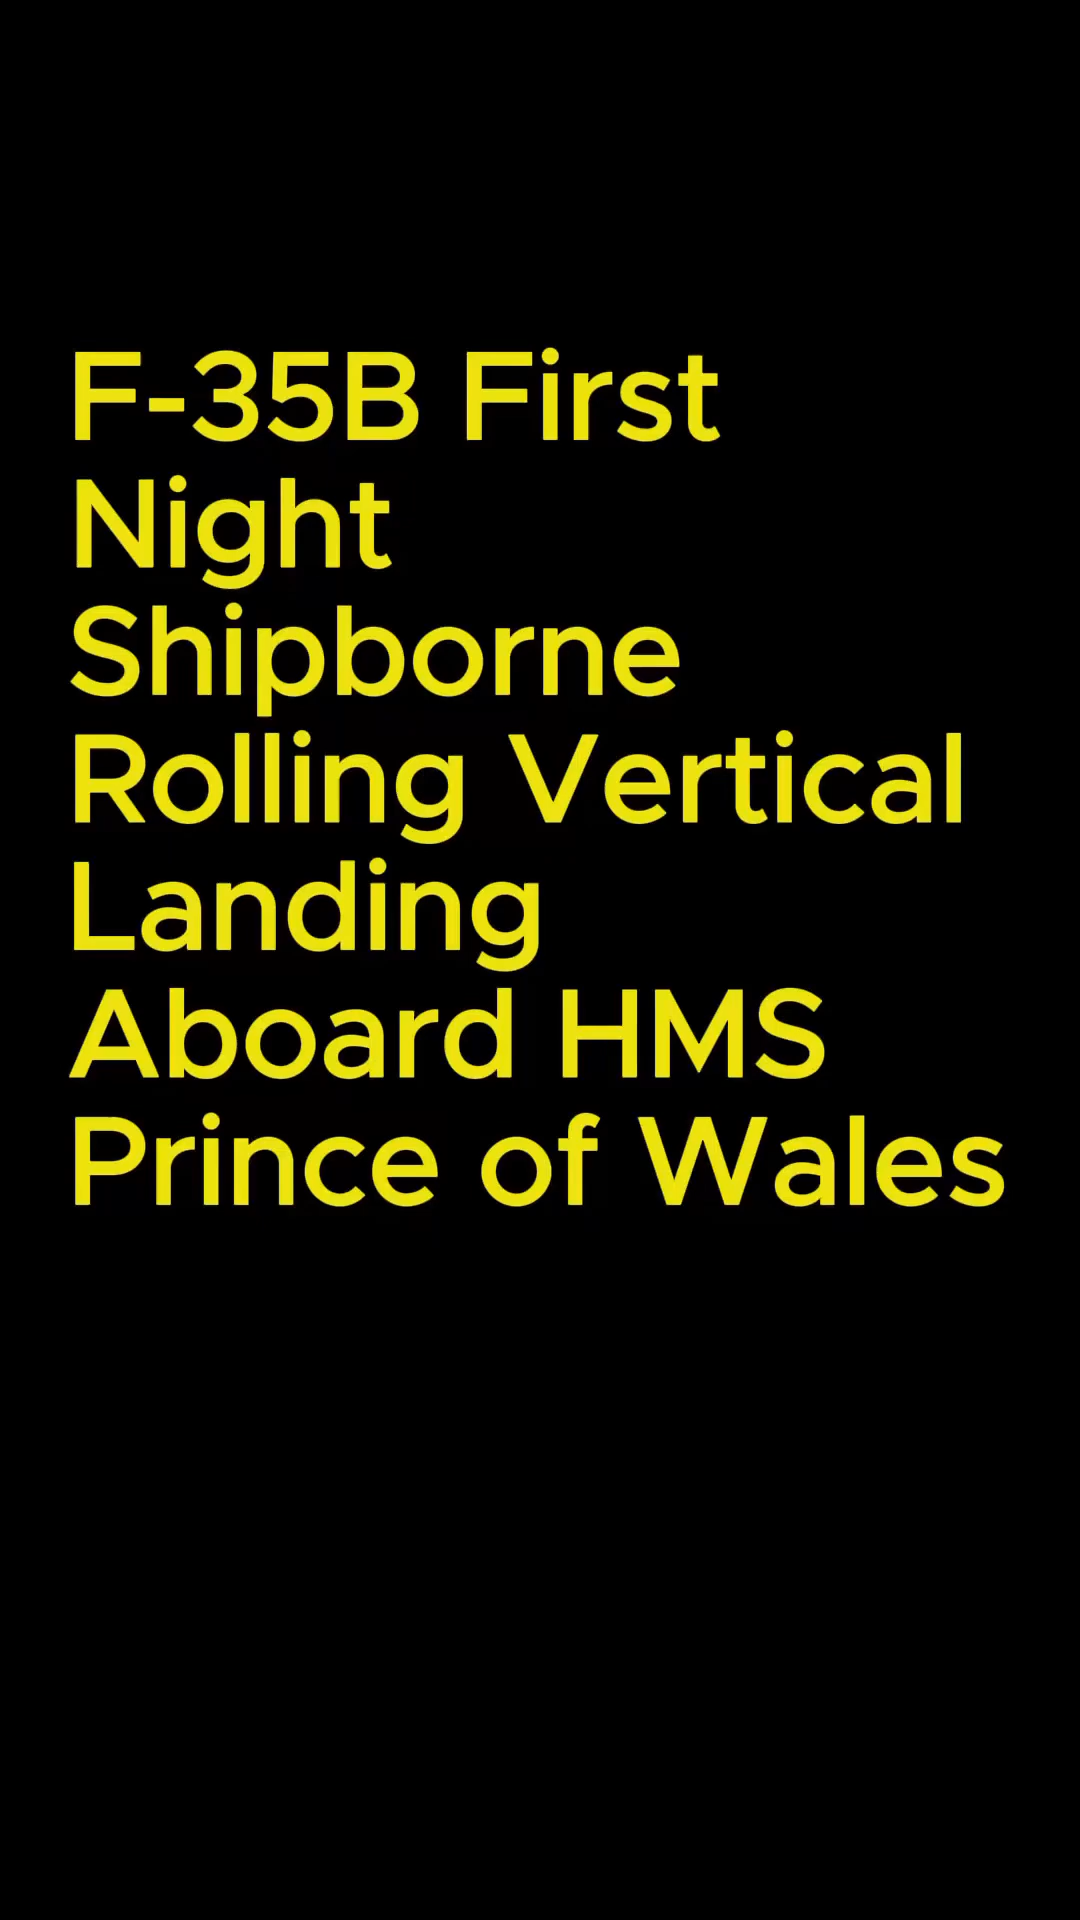 F-35B First
Night
Shipborne
Rolling Vertical
Landing
Aboard HMS
Prince of Wales